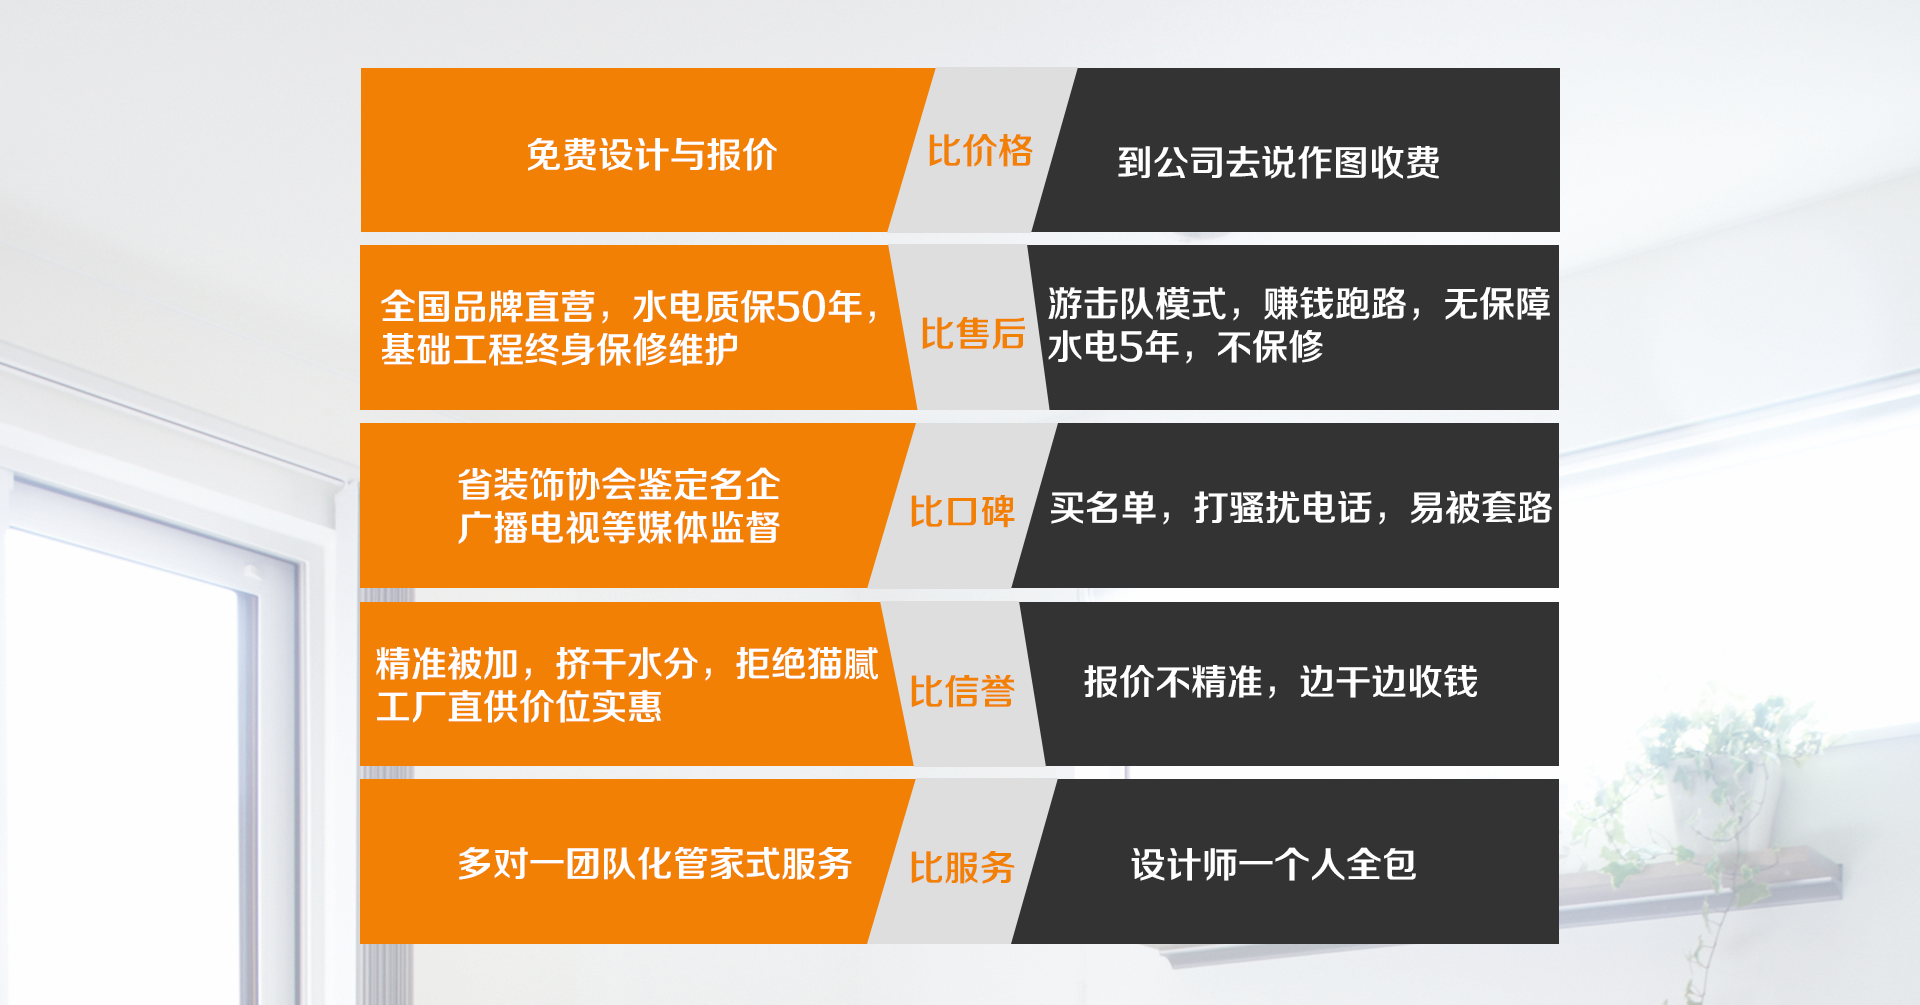 免费设计与报价
比价格
到公司去说作图收费
全国品牌直营，水电质保50年，
基础工程终身保修维护
比售后
游击队模式，赚钱跑路，无保障
水电5年，不保修
省装饰协会鉴定名企
广播电视等媒体监督
比口碑
买名单，打骚扰电话，易被套路
精准被加，挤干水分，拒绝猫腻
工厂直供价位实惠
比信誉
报价不精准，边干边收钱
多对一团队化管家式服务
比服务
设计师一个人全包